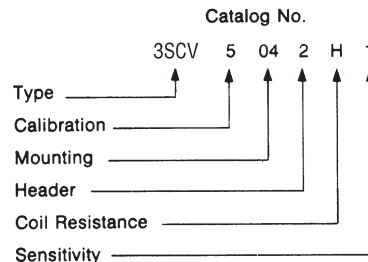 Catalog No.
3SCV 5 04 2 H
Type
Calibration
Mounting
Header
Coil Resistance
Sensitivity